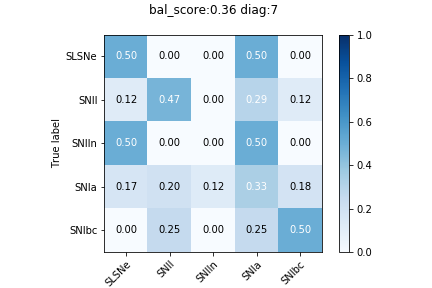 bal_score:0.36 diag:7
True label
SLSNe 0.50 0.00 0.00 0.50 0.00
SNII 0.12 0.47 0.00 0.29 0.12
SNIIn 0.50 0.00 0.00 0.50 0.00
SNIa 0.17 0.20 0.12 0.33 0.18
SNIbc 0.00 0.25 0.00 0.25 0.50
SLSNe SNII SNIIn SNIa SNIbc
1.0
0.8
0.6
0.4
0.2
0.0